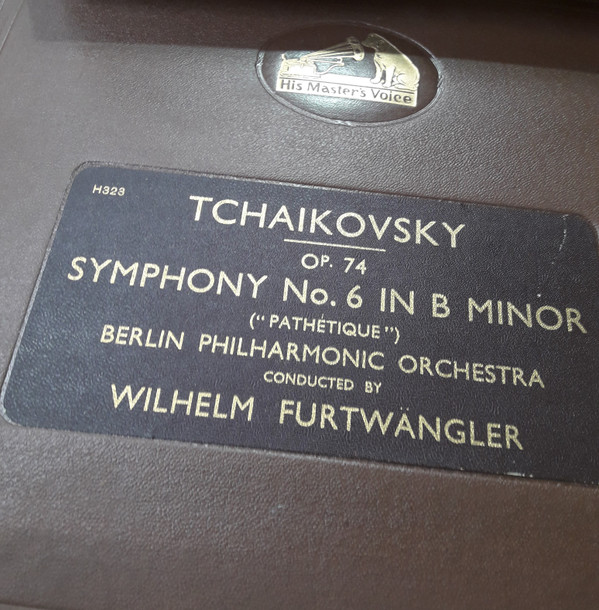 His Master's Voice
H323
TCHAIKOVSKY
OP. 74
SYMPHONY No. 6 IN B MINOR
("PATHÉTIQUE")
BERLIN PHILHARMONIC ORCHESTRA
CONDUCTED BY
WILHELM FURTWÄNGLER